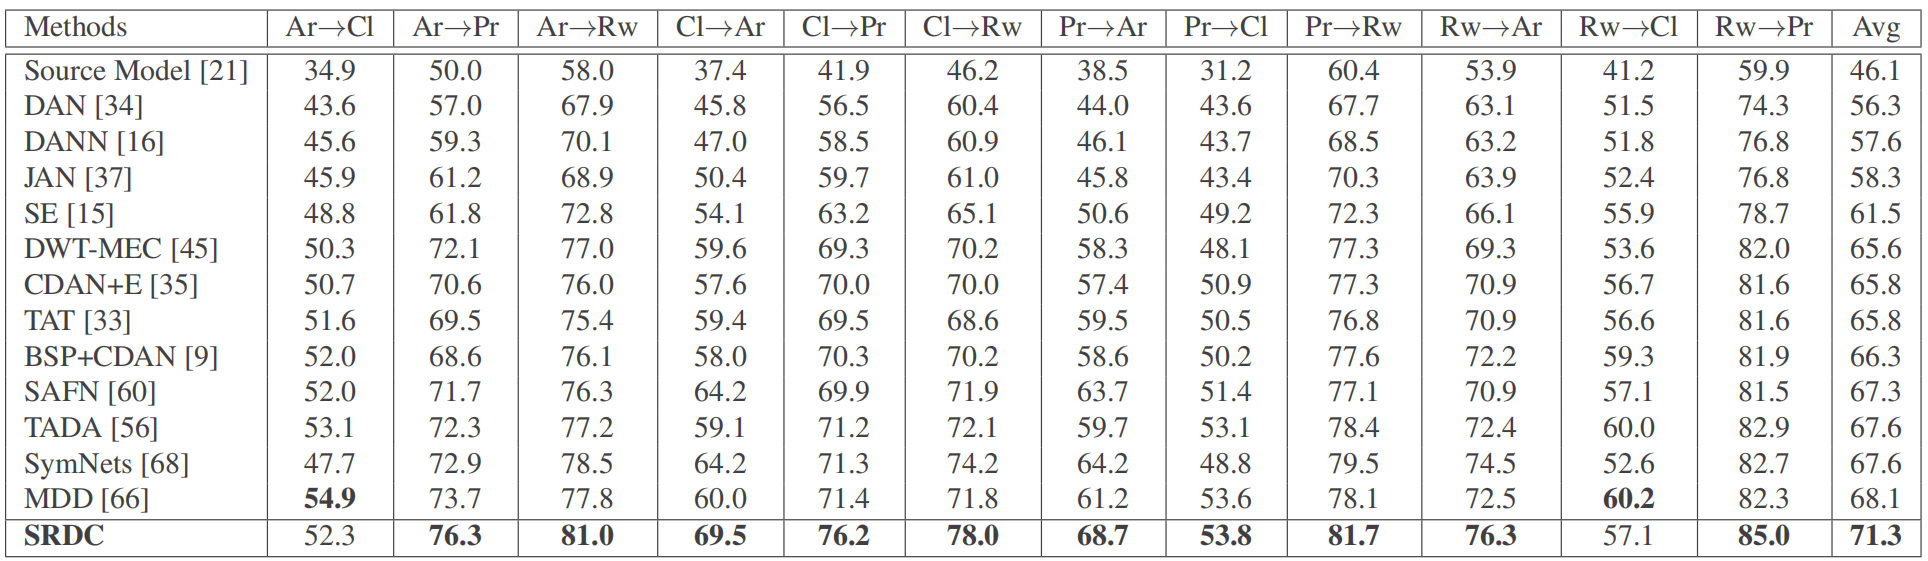 Methods Ar→Cl Ar→Pr Ar→Rw Cl→Ar Cl→Pr Cl→Rw Pr→Ar Pr→Cl Pr→Rw Rw→Ar Rw→Cl Rw→Pr Avg
Source Model [21] 34.9 50.0 58.0 37.4 41.9 46.2 38.5 31.2 60.4 53.9 41.2 59.9 46.1
DAN [34] 43.6 57.0 67.9 45.8 56.5 60.4 44.0 43.6 67.7 63.1 51.5 74.3 56.3
DANN [16] 45.6 59.3 70.1 47.0 58.5 60.9 46.1 43.7 68.5 63.2 51.8 76.8 57.6
JAN [37] 45.9 61.2 68.9 50.4 59.7 61.0 45.8 43.4 70.3 63.9 52.4 76.8 58.3
SE [15] 48.8 61.8 72.8 54.1 63.2 65.1 50.6 49.2 72.3 66.1 55.9 78.7 61.5
DWT-MEC [45] 50.3 72.1 77.0 59.6 69.3 70.2 58.3 48.1 77.3 69.3 53.6 82.0 65.6
CDAN+E [35] 50.7 70.6 76.0 57.6 70.0 70.0 57.4 50.9 77.3 70.9 56.7 81.6 65.8
TAT [33] 51.6 69.5 75.4 59.4 69.5 68.6 59.5 50.5 76.8 70.9 56.6 81.6 65.8
BSP+CDAN [9] 52.0 68.6 76.1 58.0 70.3 70.2 58.6 50.2 77.6 72.2 59.3 81.9 66.3
SAFN [60] 52.0 71.7 76.3 64.2 69.9 71.9 63.7 51.4 77.1 70.9 57.1 81.5 67.3
TADA [56] 53.1 72.3 77.2 59.1 71.2 72.1 59.7 53.1 78.4 72.4 60.0 82.9 67.6
SymNets [68] 47.7 72.9 78.5 64.2 71.3 74.2 64.2 48.8 79.5 74.5 52.6 82.7 67.6
MDD [66] 54.9 73.7 77.8 60.0 71.4 71.8 61.2 53.6 78.1 72.5 60.2 82.3 68.1
SRDC 52.3 76.3 81.0 69.5 76.2 78.0 68.7 53.8 81.7 76.3 57.1 85.0 71.3